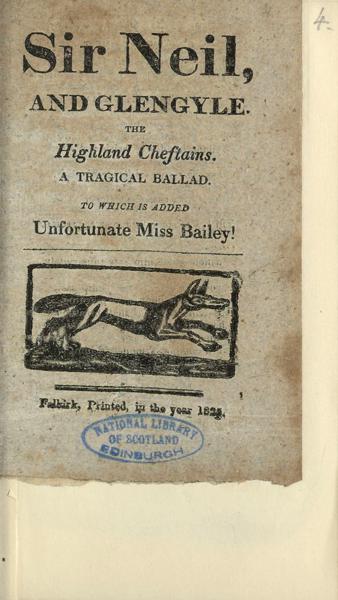 4.
Sir Neil,
AND GLENGYLE.
THE
Highland Cheftains.
A TRAGICAL BALLAD.
TO WHICH IS ADDED
Unfortunate Miss Bailey!
Falkirk, Printed, in the year 1825.
NATIONAL LIBRARY
OF SCOTLAND
EDINBURGH